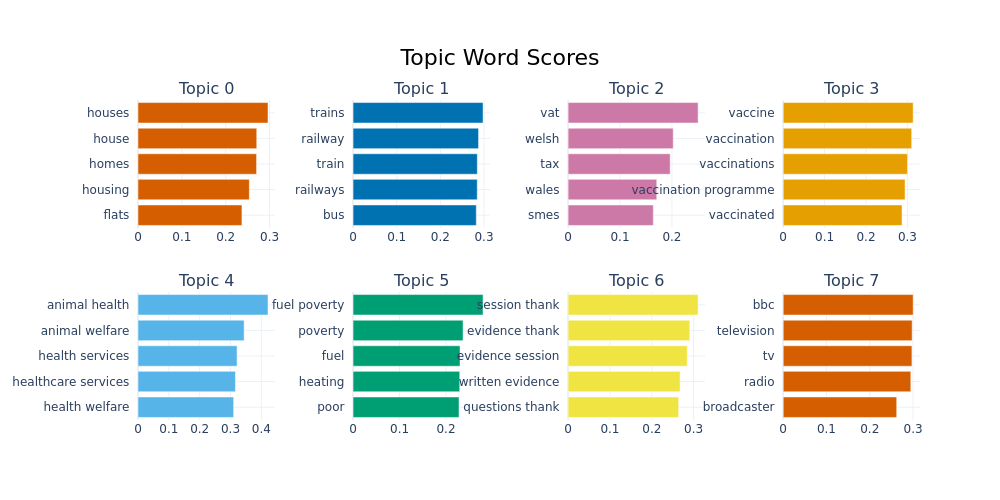 Topic Word Scores
Topic 0
houses
house
homes
housing
flats
0 0.1 0.2 0.3
Topic 1
trains
railway
train
railways
bus
0 0.1 0.2 0.3
Topic 2
vat
welsh
tax
wales
smes
0 0.1 0.2
Topic 3
vaccine
vaccination
vaccinations
vaccination programme
vaccinated
0 0.1 0.2 0.3
Topic 4
animal health
animal welfare
health services
healthcare services
health welfare
0 0.1 0.2 0.3 0.4
Topic 5
fuel poverty
poverty
fuel
heating
poor
0 0.1 0.2
Topic 6
session thank
evidence thank
evidence session
written evidence
questions thank
0 0.1 0.2 0.3
Topic 7
bbc
television
tv
radio
broadcaster
0 0.1 0.2 0.3